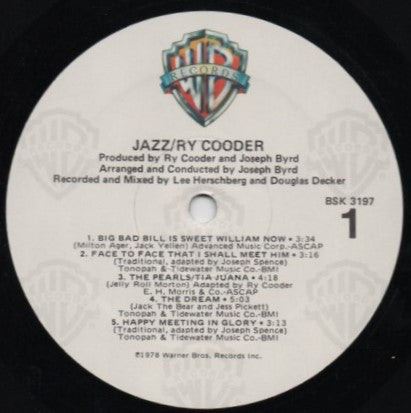 WB
RECORDS
JAZZ/RY COODER
Produced by Ry Cooder and Joseph Byrd
Arranged and Conducted by Joseph Byrd
Recorded and Mixed by Lee Herschberg and Douglas Decker
BSK 3197
1
1. BIG BAD BILL IS SWEET WILLIAM NOW • 3:34
(Milton Ager, Jack Yellen) Advanced Music Corp.-ASCAP
2. FACE TO FACE THAT I SHALL MEET HIM • 3:16
(Traditional, adapted by Joseph Spence)
Tonopah & Tidewater Music Co.-BMI
3. THE PEARLS/TIA JUANA • 4:16
(Jelly Roll Morton) Adapted by Ry Cooder
E. H. Morris & Co.-ASCAP
4. THE DREAM • 5:03
(Jack The Bear and Jess Pickett)
Tonopah & Tidewater Music Co.-BMI
5. HAPPY MEETING IN GLORY • 3:13
(Traditional, adapted by Joseph Spence)
Tonopah & Tidewater Music Co.-BMI
℗1978 Warner Bros. Records Inc.